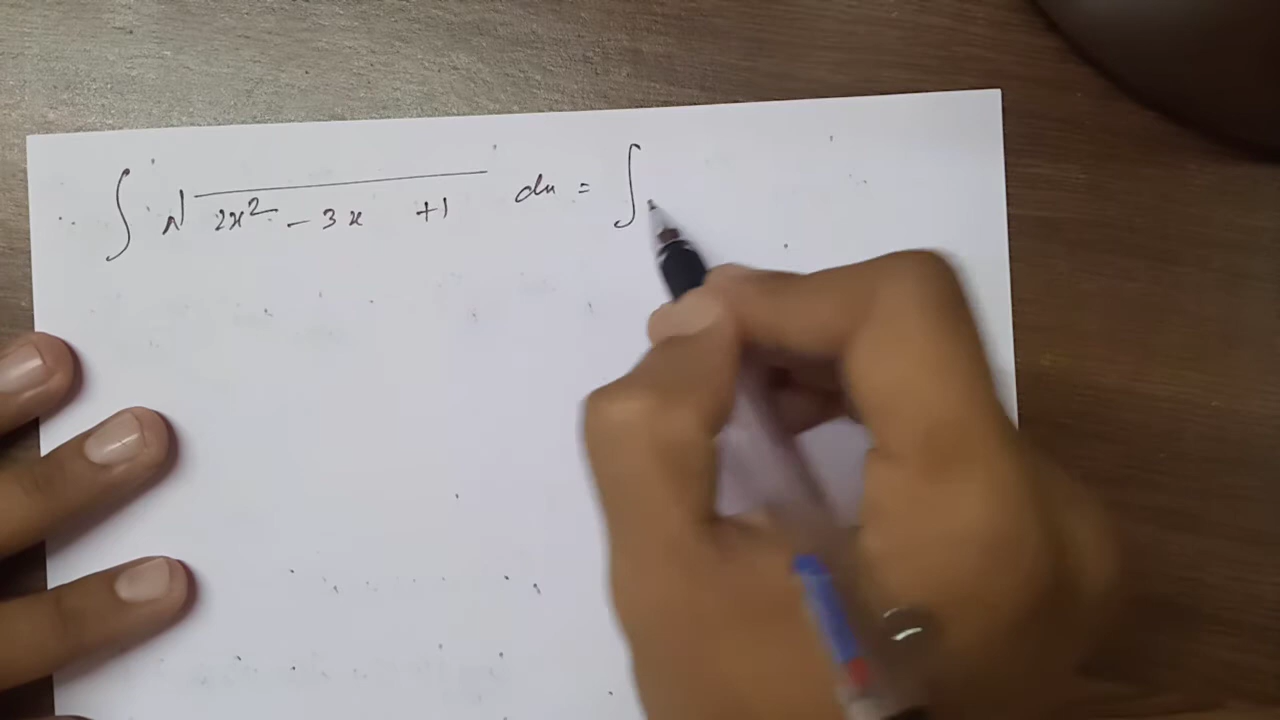 ∫ √(2x² - 3x +1) dx = ∫